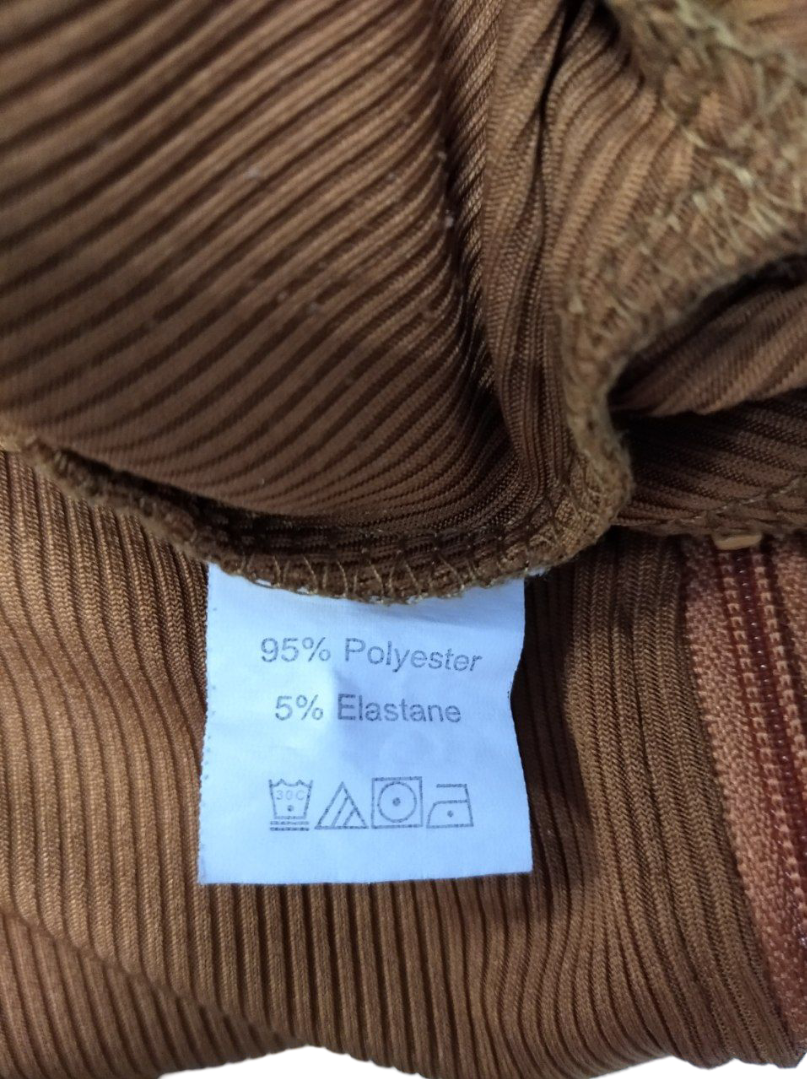 95% Polyester
5% Elastane
30C